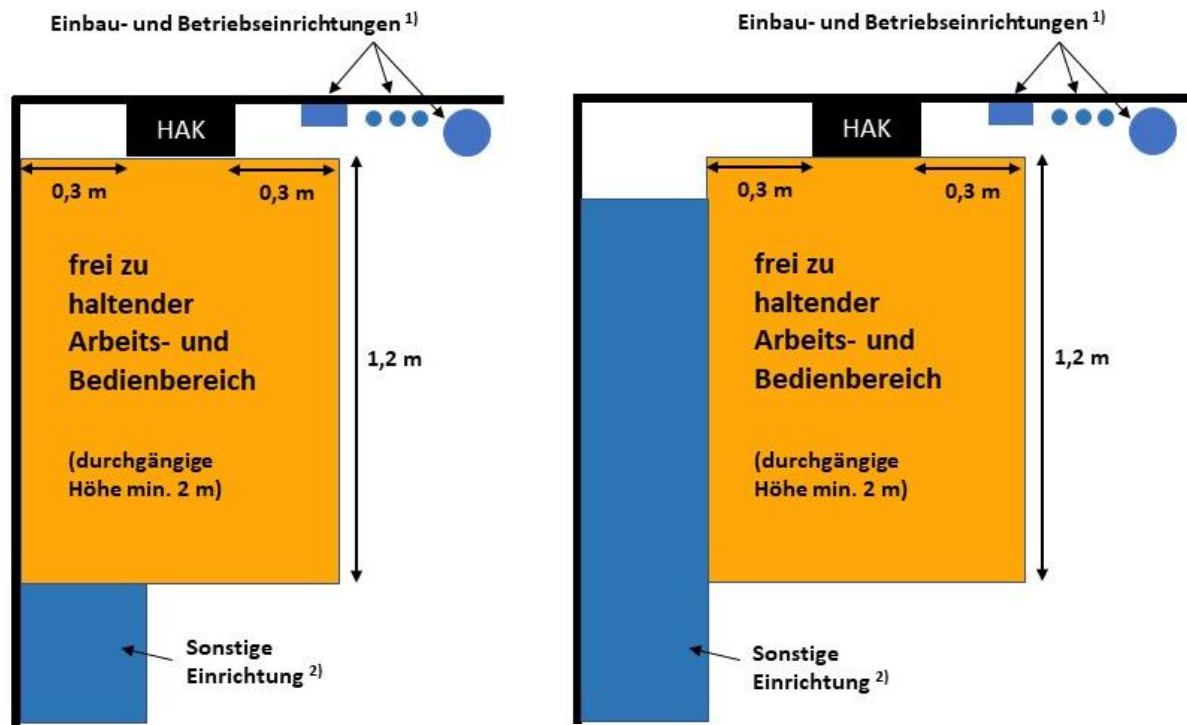 Einbau- und Betriebseinrichtungen 1)
HAK
0,3 m
0,3 m
frei zu
haltender
Arbeits- und
Bedienbereich
1,2 m
(durchgängige
Höhe min. 2 m)
Sonstige
Einrichtung 2)
Einbau- und Betriebseinrichtungen 1)
HAK
0,3 m
0,3 m
frei zu
haltender
Arbeits- und
Bedienbereich
1,2 m
(durchgängige
Höhe min. 2 m)
Sonstige
Einrichtung 2)